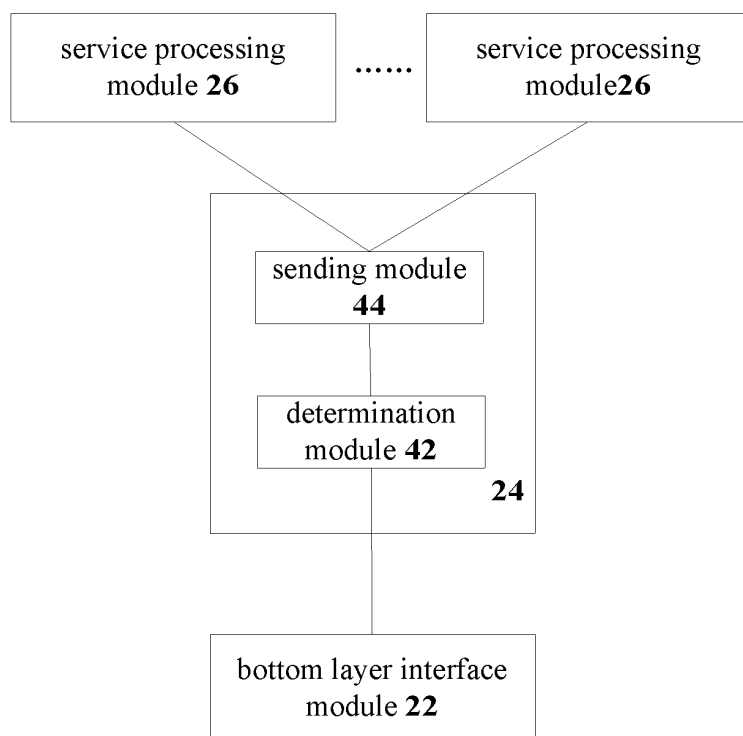 service processing
module 26
......
service processing
module26
sending module
44
determination
module 42
24
bottom layer interface
module 22